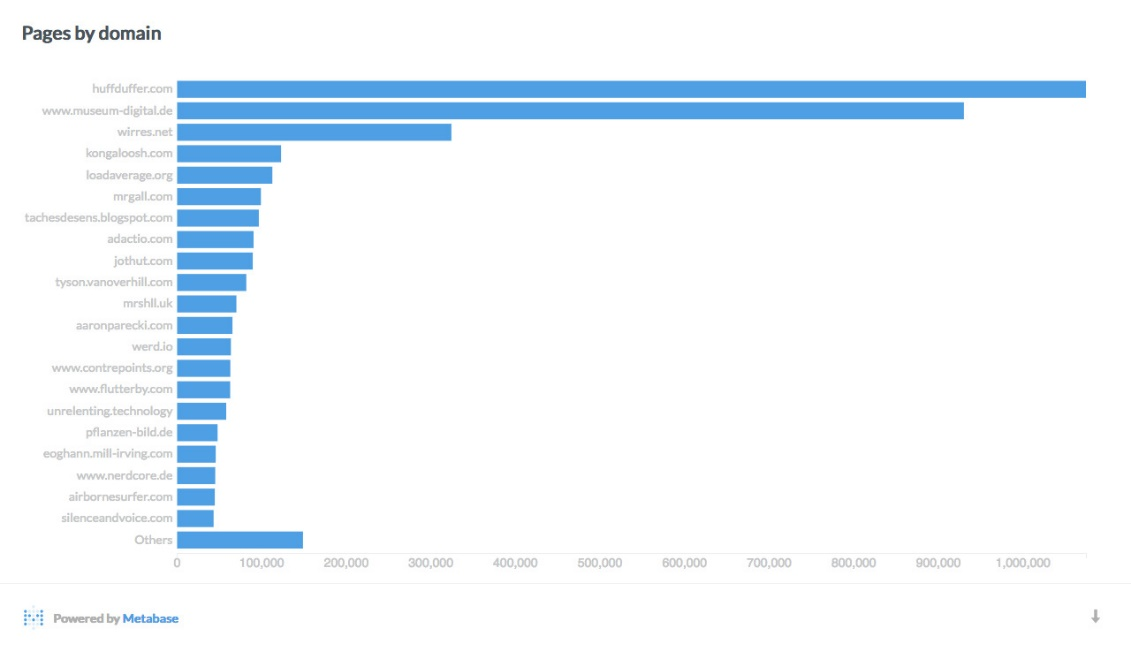 Pages by domain
huffduffer.com
www.museum-digital.de
wirres.net
kongaloosh.com
loadaverage.org
mrgall.com
tachesdesens.blogspot.com
adactio.com
jothut.com
tyson.vanoverhill.com
mrshll.uk
aaronparecki.com
werd.io
www.contrepoints.org
www.flutterby.com
unrelenting.technology
pflanzen-bild.de
eoghann.mill-irving.com
www.nerdcore.de
airbornesurfer.com
silenceandvoice.com
Others
0 100,000 200,000 300,000 400,000 500,000 600,000 700,000 800,000 900,000 1,000,000
Powered by Metabase